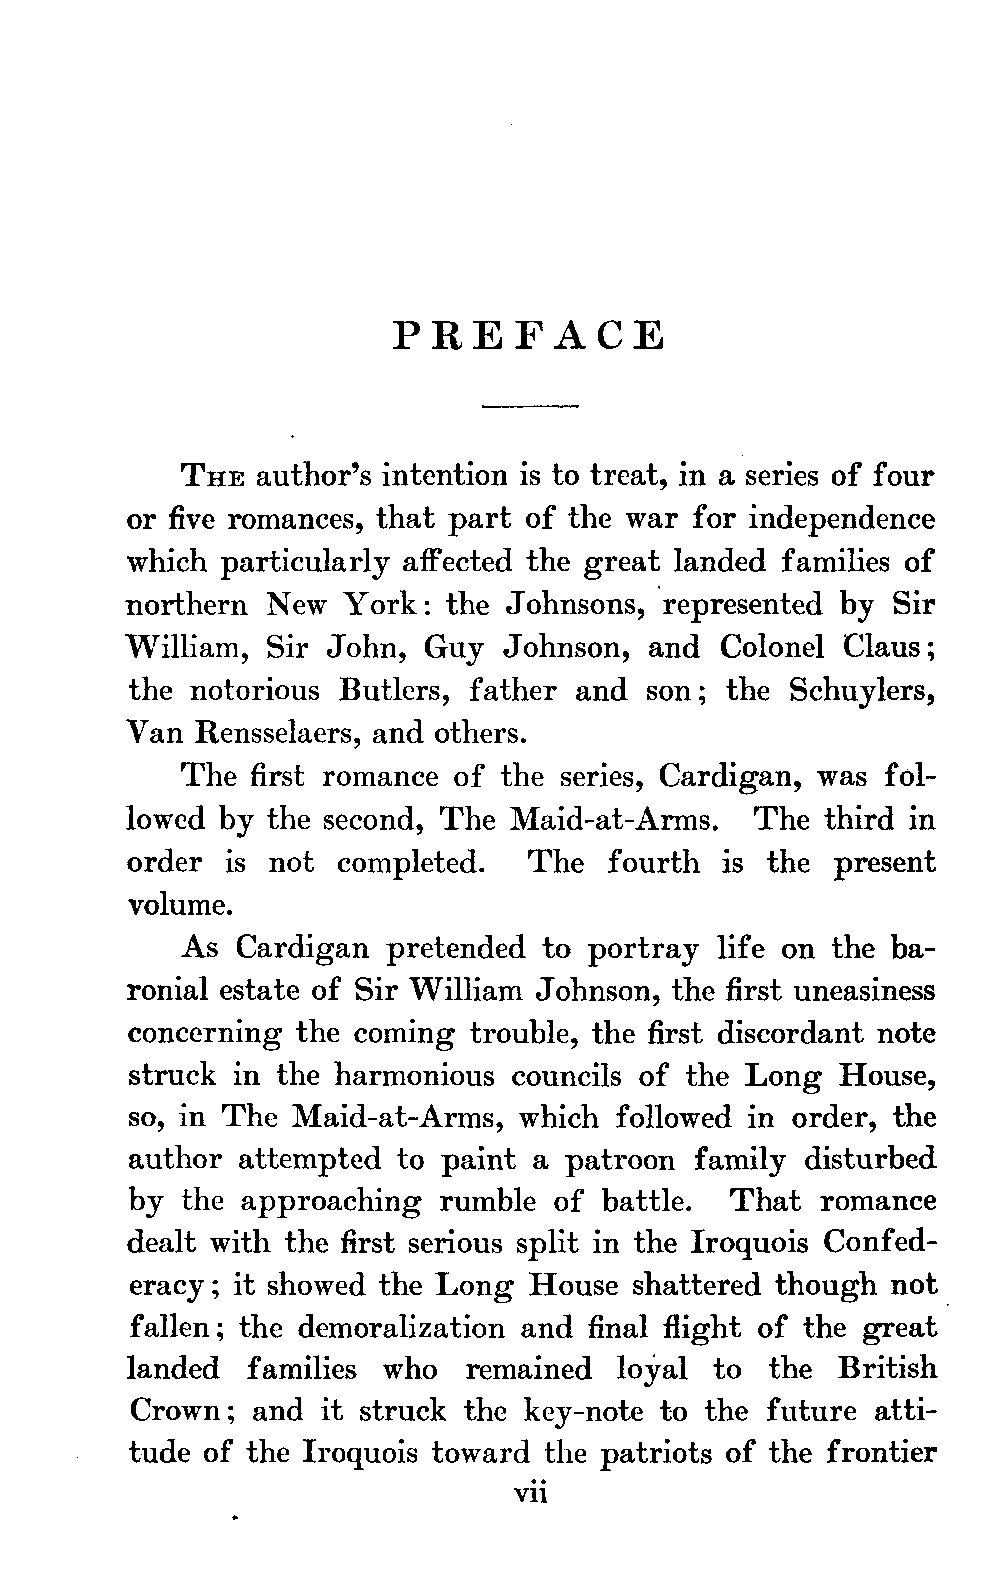 PREFACE
THE author's intention is to treat, in a series of four
or five romances, that part of the war for independence
which particularly affected the great landed families of
northern New York: the Johnsons, represented by Sir
William, Sir John, Guy Johnson, and Colonel Claus;
the notorious Butlers, father and son; the Schuylers,
Van Rensselaers, and others.
The first romance of the series, Cardigan, was fol-
lowed by the second, The Maid-at-Arms. The third in
order is not completed. The fourth is the present
volume.
As Cardigan pretended to portray life on the ba-
ronial estate of Sir William Johnson, the first uneasiness
concerning the coming trouble, the first discordant note
struck in the harmonious councils of the Long House,
so, in The Maid-at-Arms, which followed in order, the
author attempted to paint a patroon family disturbed
by the approaching rumble of battle. That romance
dealt with the first serious split in the Iroquois Confed-
eracy; it showed the Long House shattered though not
fallen; the demoralization and final flight of the great
landed families who remained loyal to the British
Crown; and it struck the key-note to the future atti-
tude of the Iroquois toward the patriots of the frontier
vii